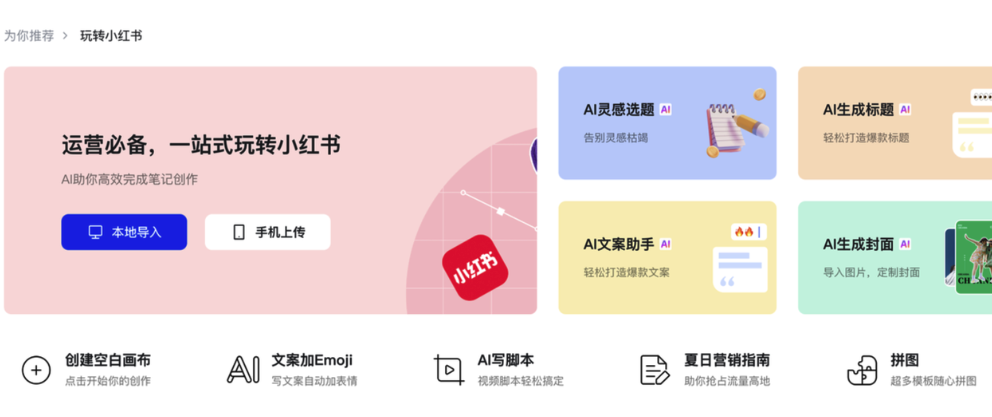 为你推荐 > 玩转小红书
运营必备，一站式玩转小红书
AI助你高效完成笔记创作
本地导入
手机上传
小红书
AI灵感选题 AI
告别灵感枯竭
AI生成标题 AI
轻松打造爆款标题
AI文案助手 AI
轻松打造爆款文案
AI生成封面 AI
导入图片，定制封面
创建空白画布
点击开始你的创作
AI
文案加Emoji
写文案自动加表情
AI写脚本
视频脚本轻松搞定
夏日营销指南
助你抢占流量高地
拼图
超多模板随心拼图